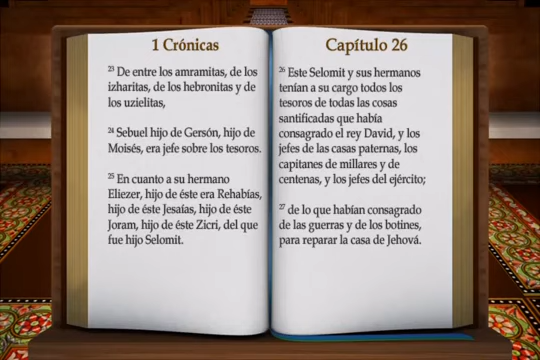 1 Crónicas
23 De entre los amramitas, de los
izharitas, de los hebronitas y de
los uzielitas,
24 Sebuel hijo de Gersón, hijo de
Moisés, era jefe sobre los tesoros.
25 En cuanto a su hermano
Eliezer, hijo de éste era Rehabías,
hijo de éste Jesaías, hijo de éste
Joram, hijo de éste Zicri, del que
fue hijo Selomit.
Capítulo 26
26 Este Selomit y sus hermanos
tenían a su cargo todos los
tesoros de todas las cosas
santificadas que había
consagrado el rey David, y los
jefes de las casas paternas, los
capitanes de millares y de
centenas, y los jefes del ejército;
27 de lo que habían consagrado
de las guerras y de los botines,
para reparar la casa de Jehová.